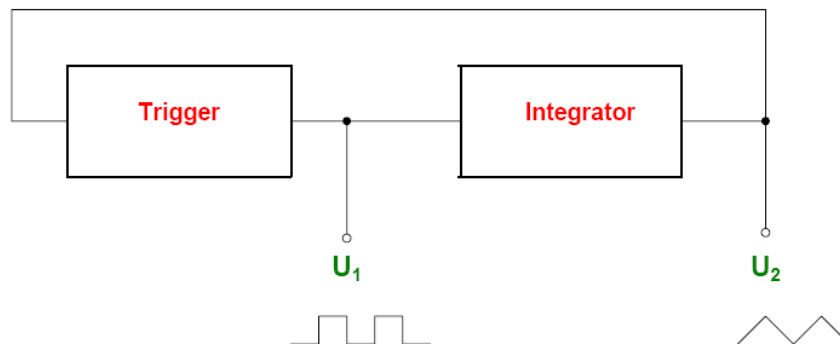 Trigger
Integrator
U₁
U₂